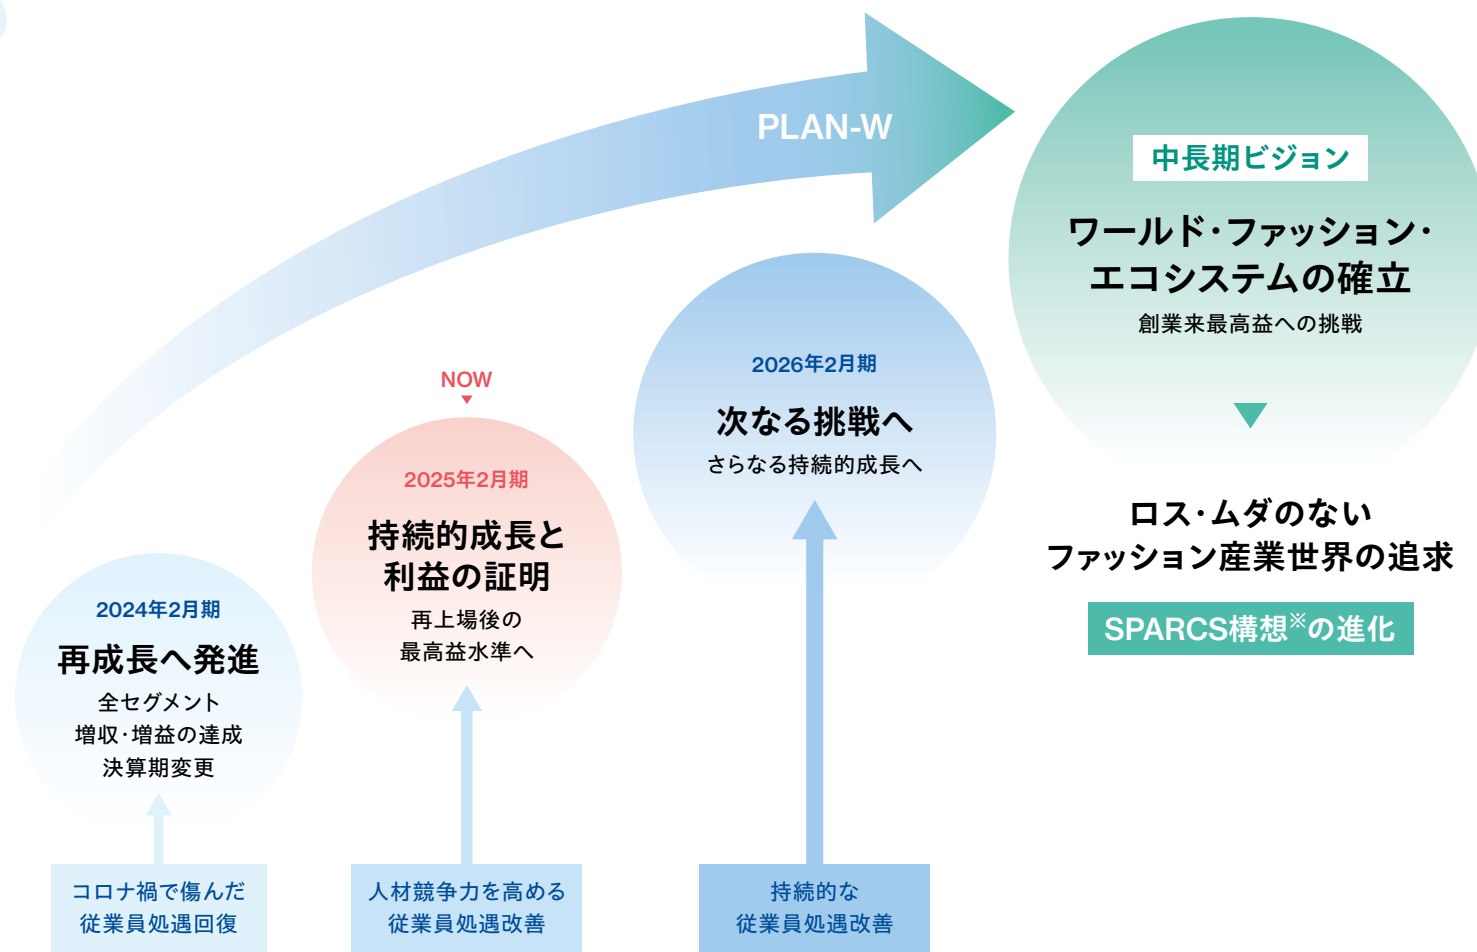 PLAN-W
中長期ビジョン
ワールド・ファッション・
エコシステムの確立
創業来最高益への挑戦
ロス・ムダのない
ファッション産業世界の追求
SPARCS構想※の進化
2026年2月期
次なる挑戦へ
さらなる持続的成長へ
NOW
2025年2月期
持続的成長と
利益の証明
再上場後の
最高益水準へ
2024年2月期
再成長へ発進
全セグメント
増収・増益の達成
決算期変更
コロナ禍で傷んだ
従業員処遇回復
人材競争力を高める
従業員処遇改善
持続的な
従業員処遇改善